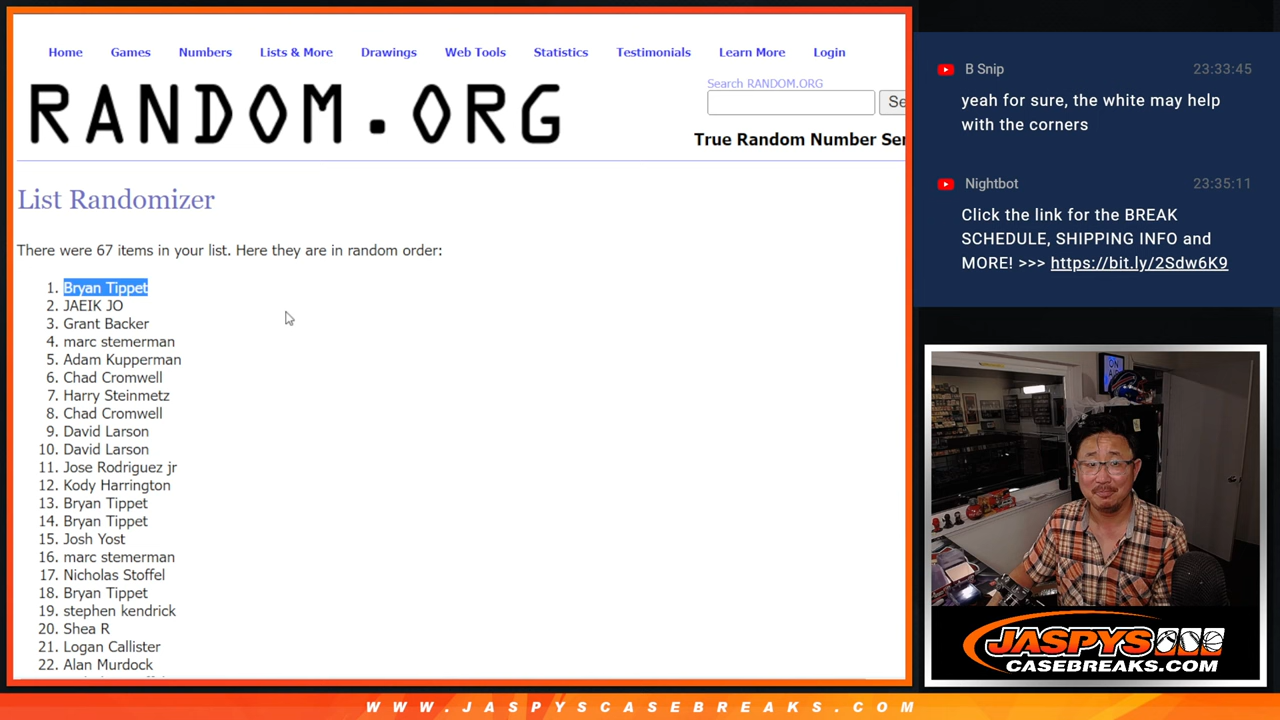 Home Games Numbers Lists & More Drawings Web Tools Statistics Testimonials Learn More Login
RANDOM.ORG
Search RANDOM.ORG
Se
True Random Number Ser
List Randomizer
There were 67 items in your list. Here they are in random order:
1. Bryan Tippet
2. JAEIK JO
3. Grant Backer
4. marc stemerman
5. Adam Kupperman
6. Chad Cromwell
7. Harry Steinmetz
8. Chad Cromwell
9. David Larson
10. David Larson
11. Jose Rodriguez jr
12. Kody Harrington
13. Bryan Tippet
14. Bryan Tippet
15. Josh Yost
16. marc stemerman
17. Nicholas Stoffel
18. Bryan Tippet
19. stephen kendrick
20. Shea R
21. Logan Callister
22. Alan Murdock
B Snip 23:33:45
yeah for sure, the white may help
with the corners
Nightbot 23:35:11
Click the link for the BREAK
SCHEDULE, SHIPPING INFO and
MORE! >>> https://bit.ly/2Sdw6K9
ON
JASPYS
CASEBREAKS.COM
WWW.JASPYSCASEBREAKS.COM